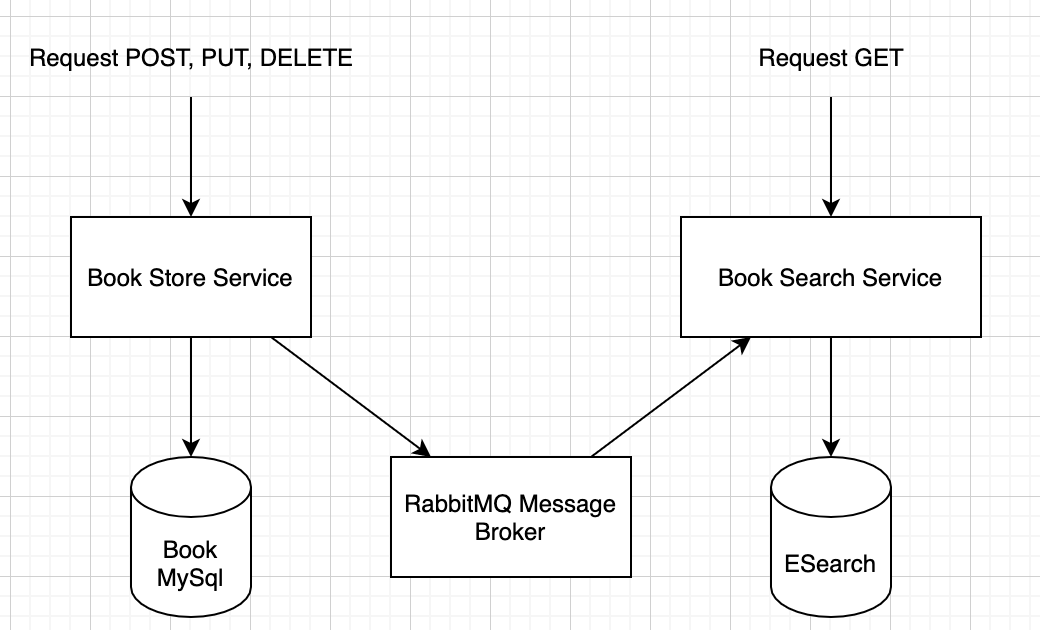 Request POST, PUT, DELETE
Request GET
Book Store Service
Book Search Service
RabbitMQ Message
Broker
Book
MySql
ESearch